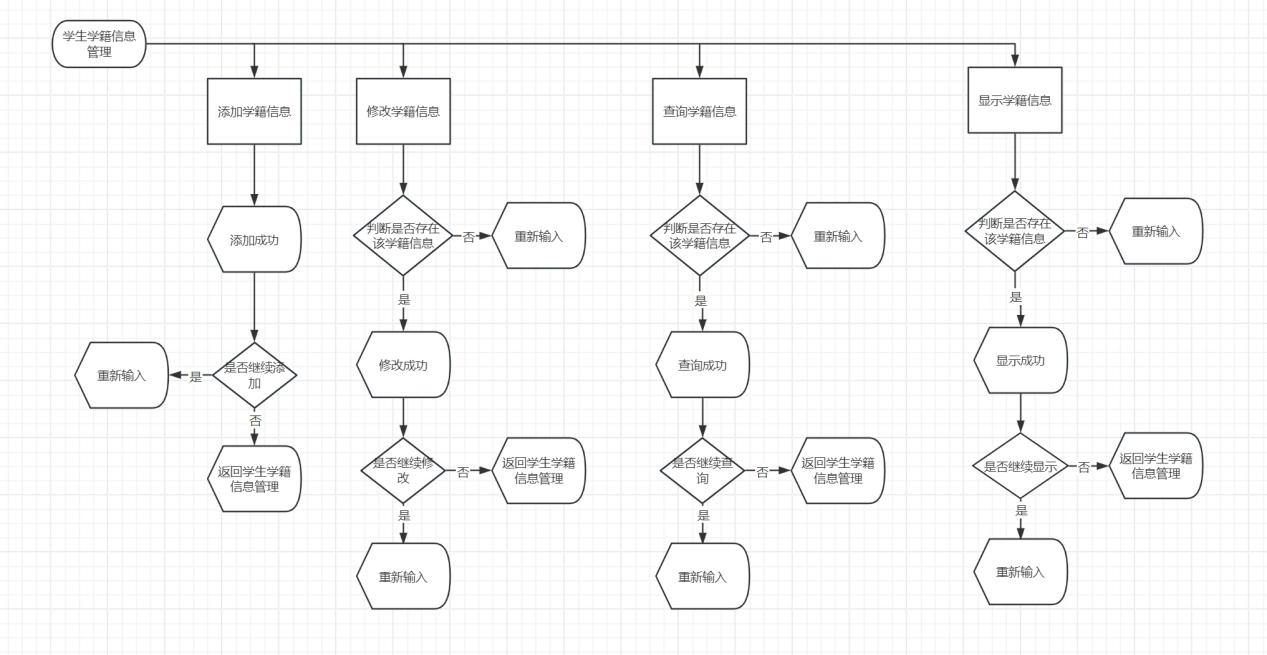 学生学籍信息
管理
添加学籍信息
修改学籍信息
查询学籍信息
显示学籍信息
添加成功
判断是否存在
该学籍信息
否
重新输入
判断是否存在
该学籍信息
否
重新输入
判断是否存在
该学籍信息
否
重新输入
是
是
是
重新输入
是
是否继续添
加
修改成功
查询成功
显示成功
否
返回学生学籍
信息管理
是否继续修
改
否
返回学生学籍
信息管理
是否继续查
询
否
返回学生学籍
信息管理
是否继续显示
否
返回学生学籍
信息管理
是
是
是
重新输入
重新输入
重新输入